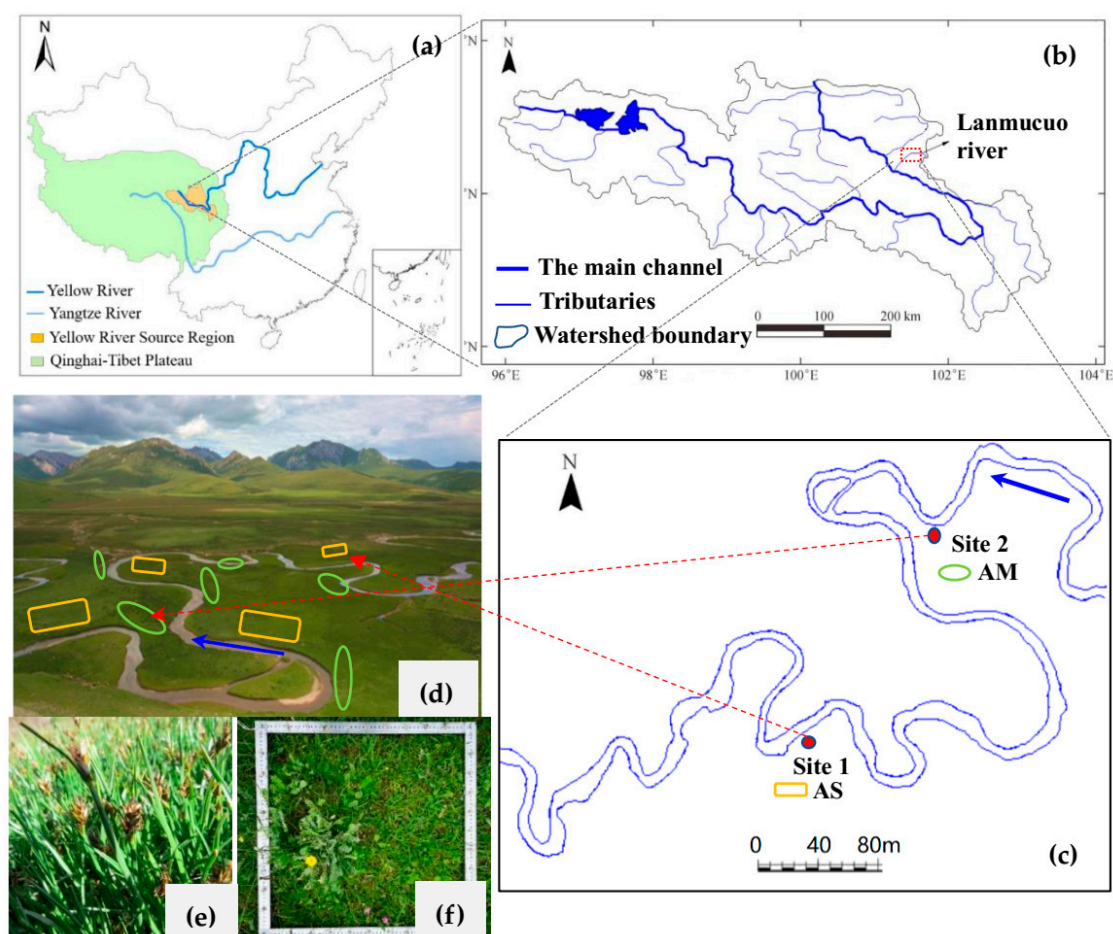 N
(a)
Yellow River
Yangtze River
Yellow River Source Region
Qinghai-Tibet Plateau
°N
N
(b)
Lanmucuo
river
°N
The main channel
Tributaries
Watershed boundary
0 100 200 km
°N
96°E 98°E 100°E 102°E 104°E
N
Site 2
AM
Site 1
AS
0 40 80m
(c)
(d)
(e)
(f)